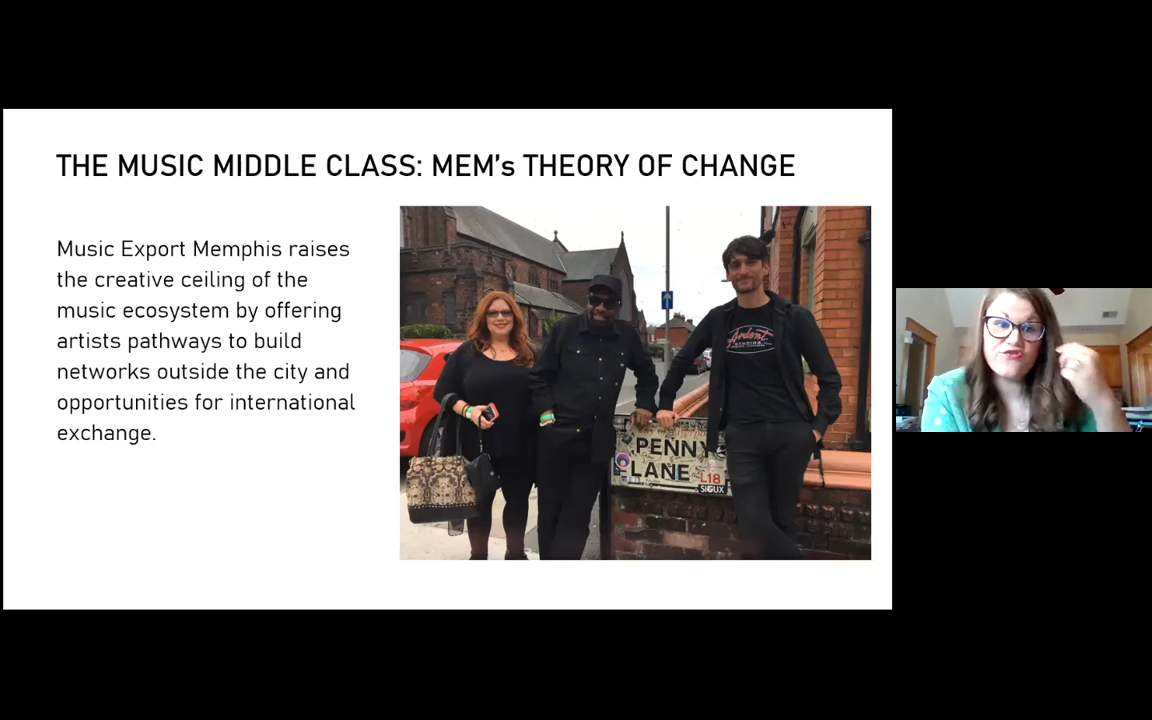 THE MUSIC MIDDLE CLASS: MEM's THEORY OF CHANGE
Music Export Memphis raises
the creative ceiling of the
music ecosystem by offering
artists pathways to build
networks outside the city and
opportunities for international
exchange.
Ardent
STUDIOS
PENNY
LANE
L18
SIOUX